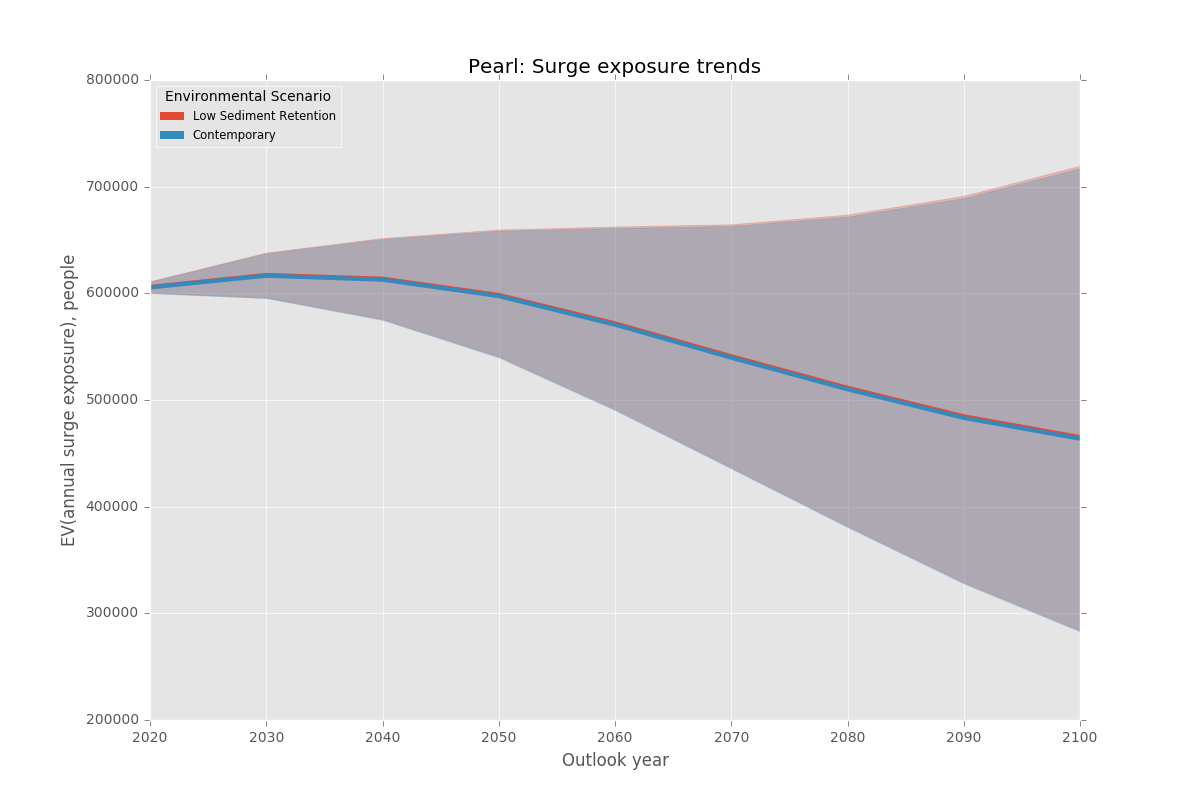 Pearl: Surge exposure trends
800000
700000
600000
500000
400000
300000
200000
EV(annual surge exposure), people
Environmental Scenario
Low Sediment Retention
Contemporary
2020 2030 2040 2050 2060 2070 2080 2090 2100
Outlook year